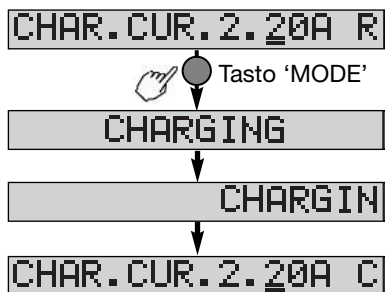 CHAR.CUR.2.20A R
Tasto ‘MODE’
CHARGING
CHARGIN
CHAR.CUR.2.20A C